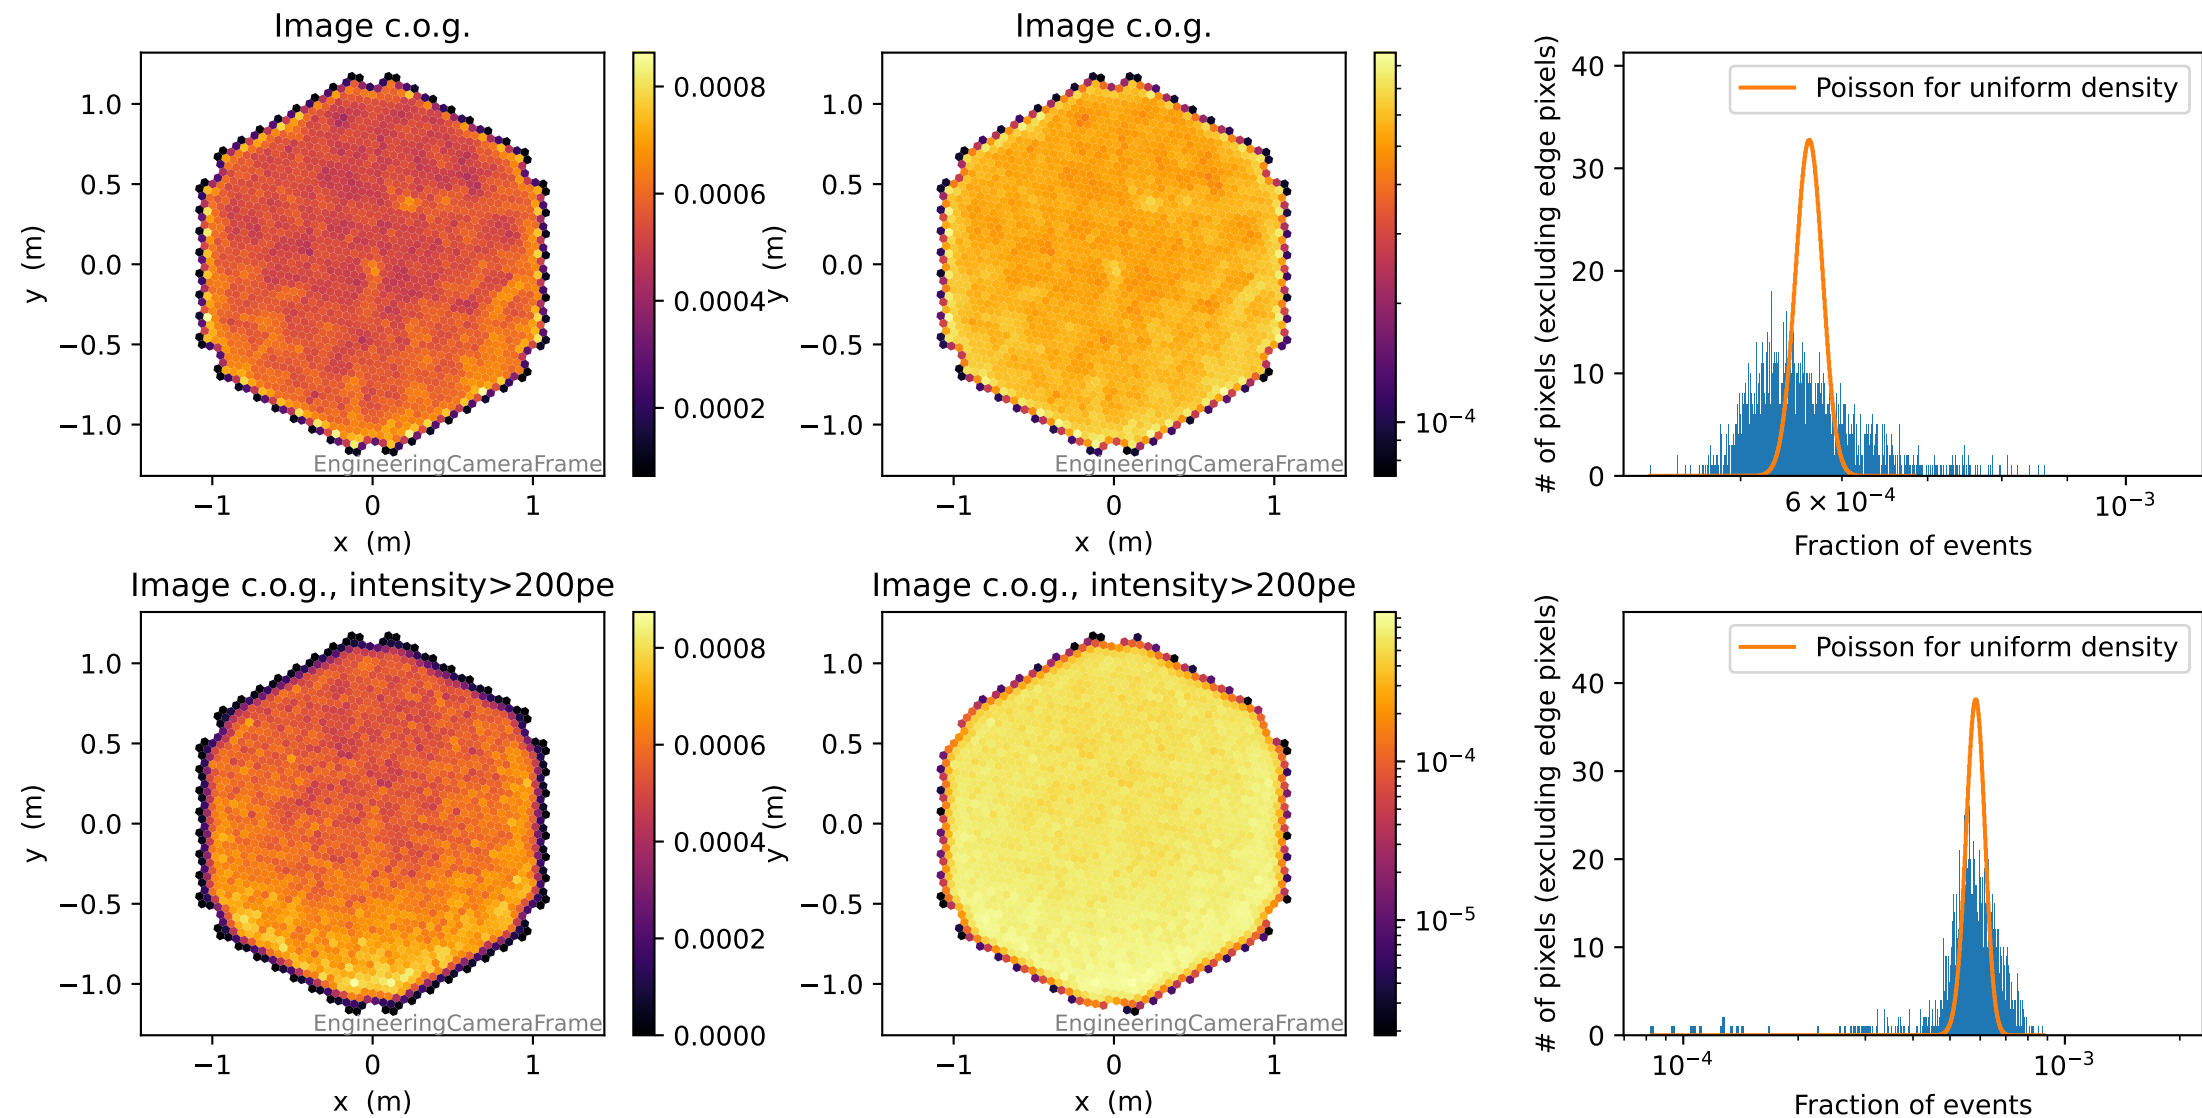 Image c.o.g.
1.0
0.5
0.0
−0.5
−1.0
y (m)
−1
0
1
x (m)
EngineeringCameraFrame
0.0008
0.0006
0.0004
0.0002
Image c.o.g.
1.0
0.5
0.0
−0.5
−1.0
y (m)
−1
0
1
x (m)
EngineeringCameraFrame
10⁻⁴
# of pixels (excluding edge pixels)
40
30
20
10
0
Poisson for uniform density
6 × 10⁻⁴
10⁻³
Fraction of events
Image c.o.g., intensity>200pe
1.0
0.5
0.0
−0.5
−1.0
y (m)
−1
0
1
x (m)
EngineeringCameraFrame
0.0008
0.0006
0.0004
0.0002
0.0000
Image c.o.g., intensity>200pe
1.0
0.5
0.0
−0.5
−1.0
y (m)
−1
0
1
x (m)
EngineeringCameraFrame
10⁻⁴
10⁻⁵
# of pixels (excluding edge pixels)
40
30
20
10
0
Poisson for uniform density
10⁻⁴
10⁻³
Fraction of events